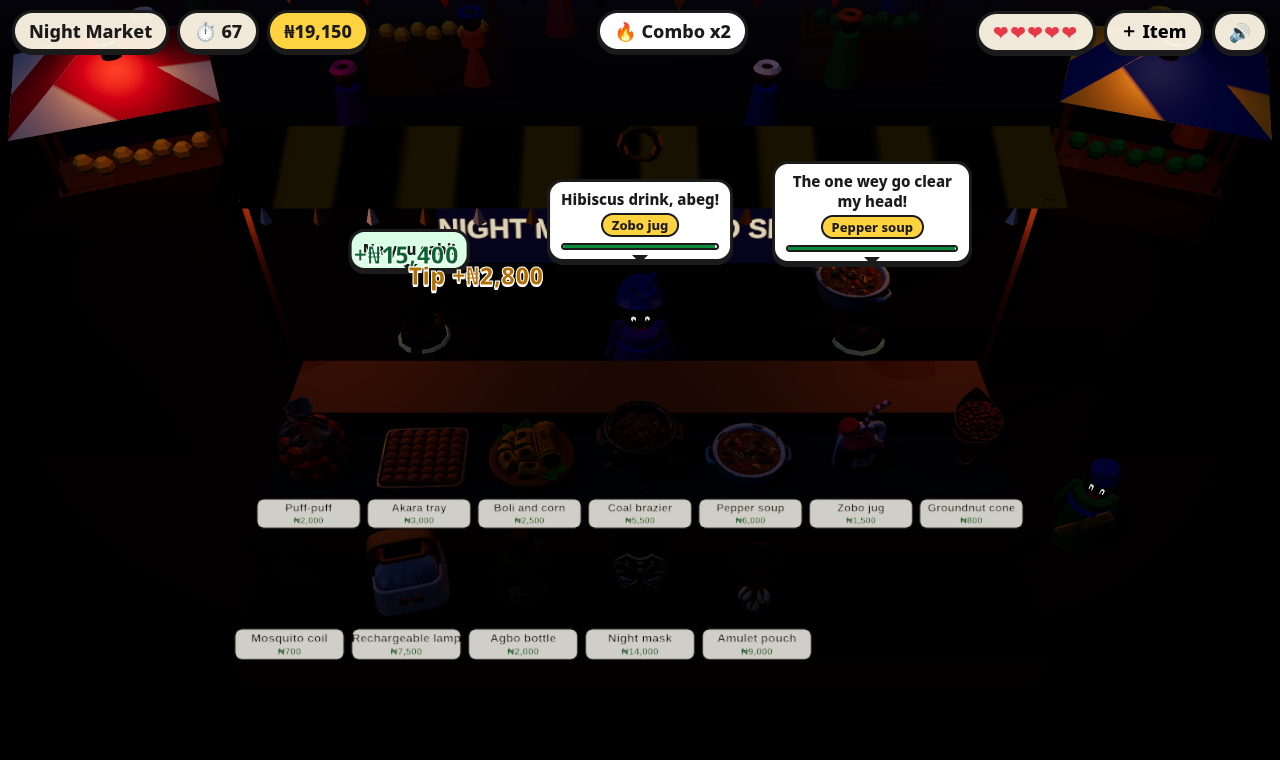 Night Market
67
₦19,150
Combo x2
+ Item
Hibiscus drink, abeg!
Zobo jug
The one wey go clear
my head!
Pepper soup
NIGHT
+₦15,400
Tip +₦2,800
Puff-puff
₦2,000
Akara tray
₦3,000
Boli and corn
₦2,500
Coal brazier
₦5,500
Pepper soup
₦6,000
Zobo jug
₦1,500
Groundnut cone
₦800
Mosquito coil
₦700
Rechargeable lamp
₦7,500
Agbo bottle
₦2,000
Night mask
₦14,000
Amulet pouch
₦9,000